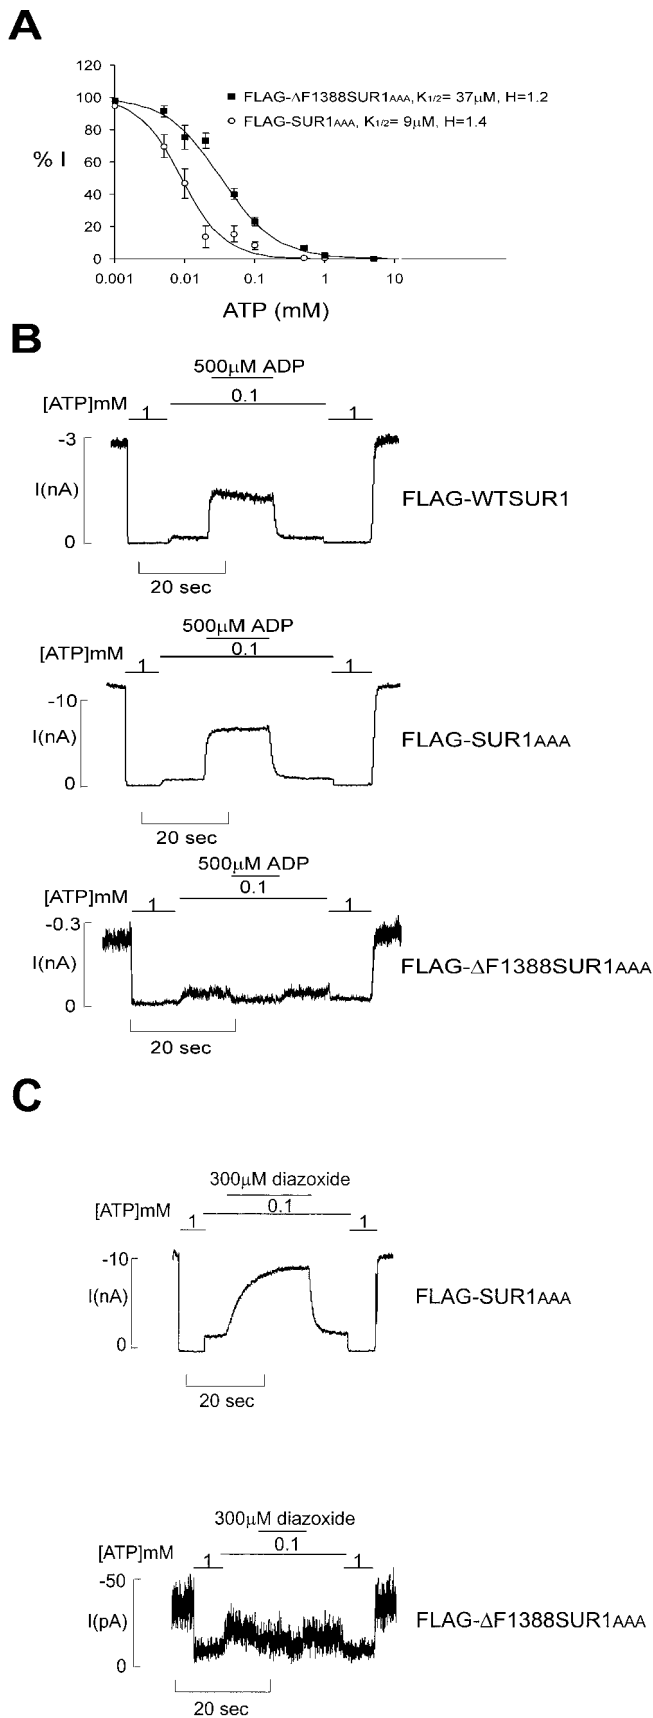 A
120
100
80
60
40
20
0
% I
FLAG-ΔF1388SUR1AAA, K1/2= 37μM, H=1.2
FLAG-SUR1AAA, K1/2= 9μM, H=1.4
0.001 0.01 0.1 1 10
ATP (mM)
B
500μM ADP
[ATP]mM 1 0.1 1
-3
I(nA)
0
FLAG-WTSUR1
20 sec
500μM ADP
[ATP]mM 1 0.1 1
-10
I(nA)
0
FLAG-SUR1AAA
20 sec
500μM ADP
[ATP]mM 1 0.1 1
-0.3
I(nA)
0
FLAG-ΔF1388SUR1AAA
20 sec
C
300μM diazoxide
[ATP]mM 1 0.1 1
-10
I(nA)
0
FLAG-SUR1AAA
20 sec
300μM diazoxide
[ATP]mM 1 0.1 1
-50
I(pA)
0
FLAG-ΔF1388SUR1AAA
20 sec